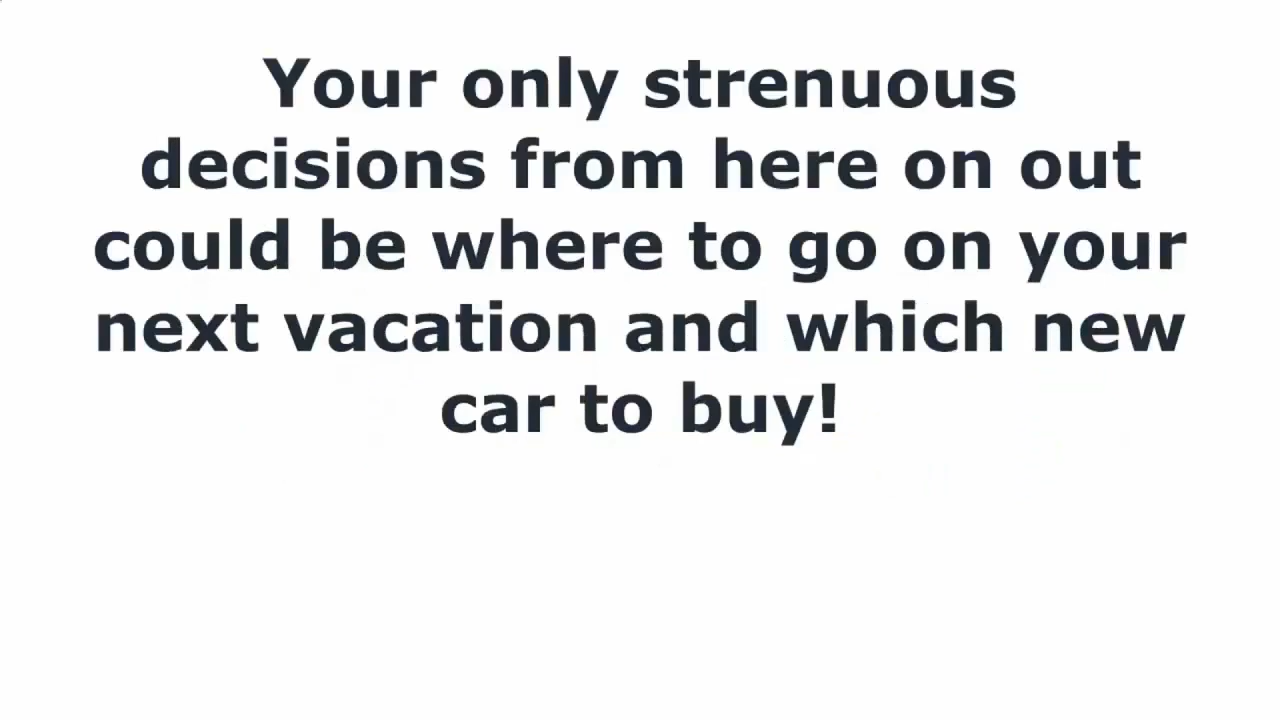 Your only strenuous
decisions from here on out
could be where to go on your
next vacation and which new
car to buy!